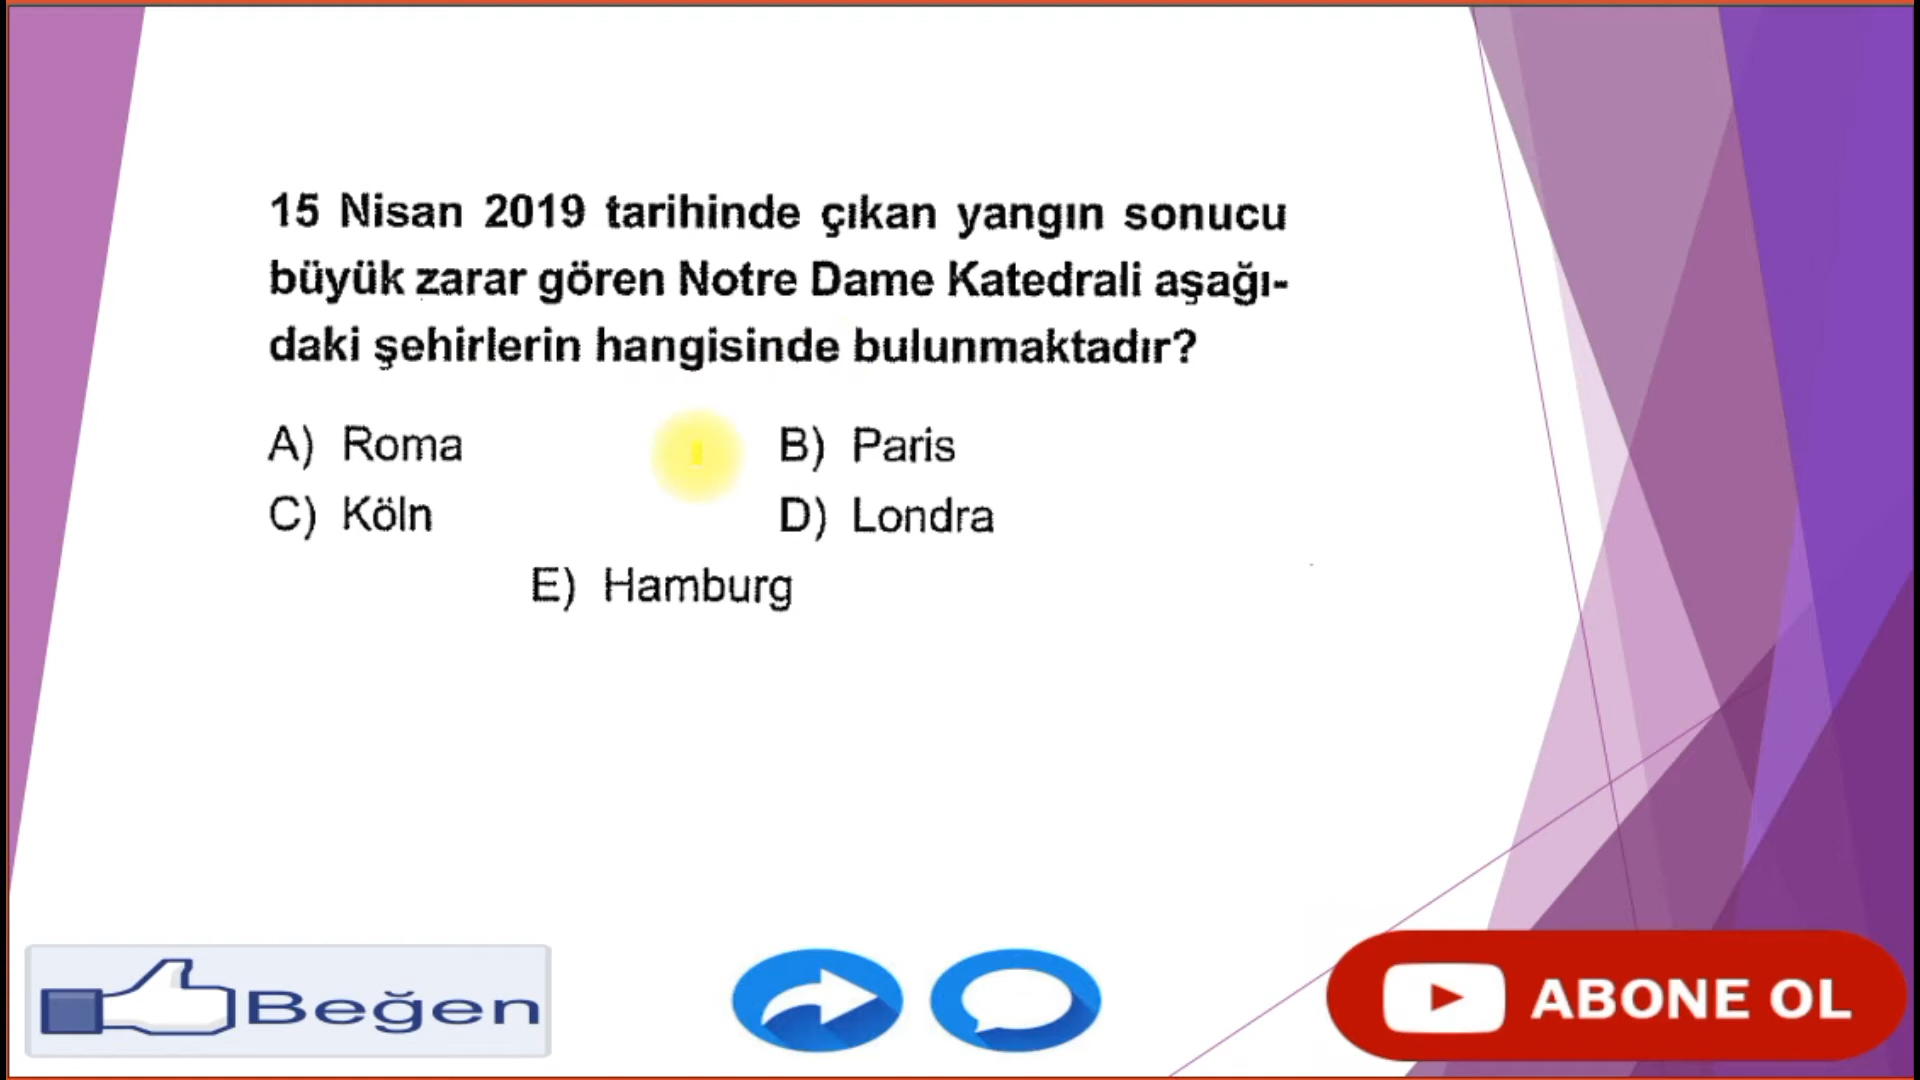 15 Nisan 2019 tarihinde çıkan yangın sonucu
büyük zarar gören Notre Dame Katedrali aşağı-
daki şehirlerin hangisinde bulunmaktadır?
A) Roma B) Paris
C) Köln D) Londra
E) Hamburg
Beğen ABONE OL